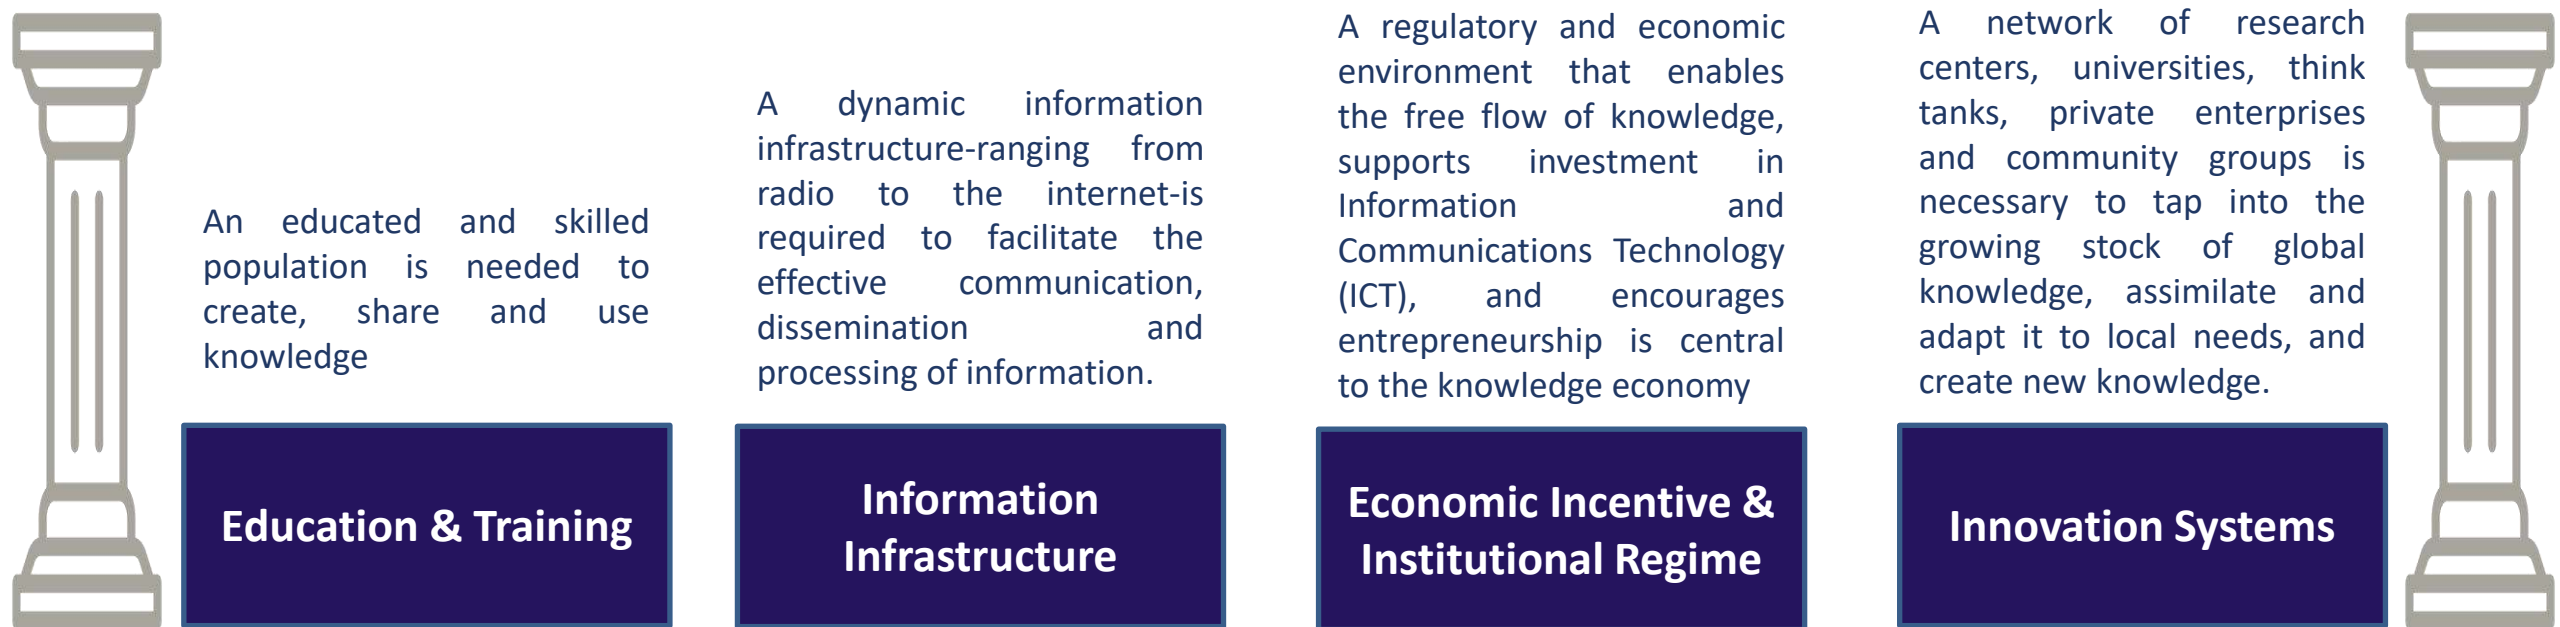 An educated and skilled
population is needed to
create, share and use
knowledge
Education & Training
A dynamic information
infrastructure-ranging from
radio to the internet-is
required to facilitate the
effective communication,
dissemination and
processing of information.
Information
Infrastructure
A regulatory and economic
environment that enables
the free flow of knowledge,
supports investment in
Information and
Communications Technology
(ICT), and encourages
entrepreneurship is central
to the knowledge economy
Economic Incentive &
Institutional Regime
A network of research
centers, universities, think
tanks, private enterprises
and community groups is
necessary to tap into the
growing stock of global
knowledge, assimilate and
adapt it to local needs, and
create new knowledge.
Innovation Systems